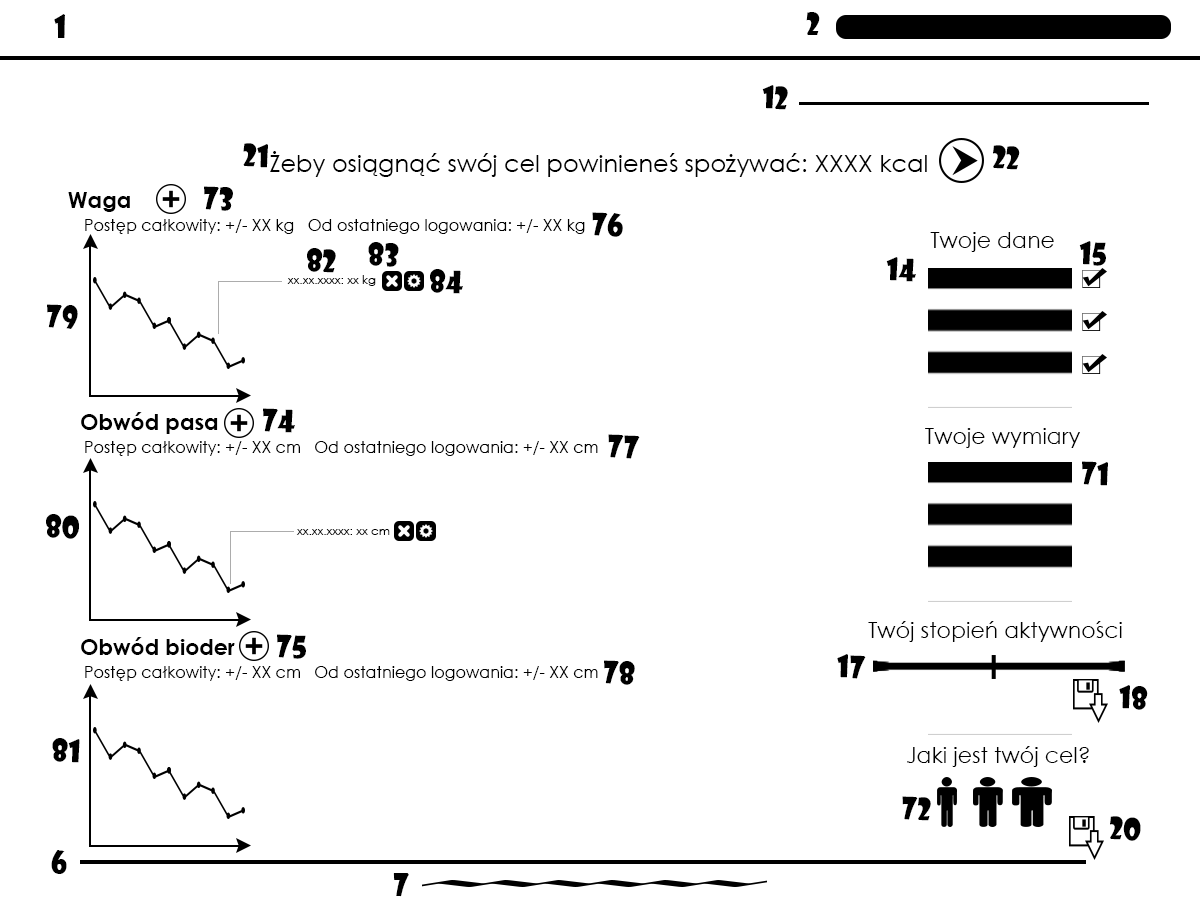 1
2
12
21 Żeby osiągnąć swój cel powinieneś spożywać: XXXX kcal 22
Waga 73
Postęp całkowity: +/- XX kg Od ostatniego logowania: +/- XX kg 76
82 83
xx.xx.xxxx: xx kg 84
79
Obwód pasa 74
Postęp całkowity: +/- XX cm Od ostatniego logowania: +/- XX cm 77
80
xx.xx.xxxx: xx cm
Obwód bioder 75
Postęp całkowity: +/- XX cm Od ostatniego logowania: +/- XX cm 78
81
Twoje dane
14 15
Twoje wymiary
71
Twój stopień aktywności
17
18
Jaki jest twój cel?
72
20
6
7